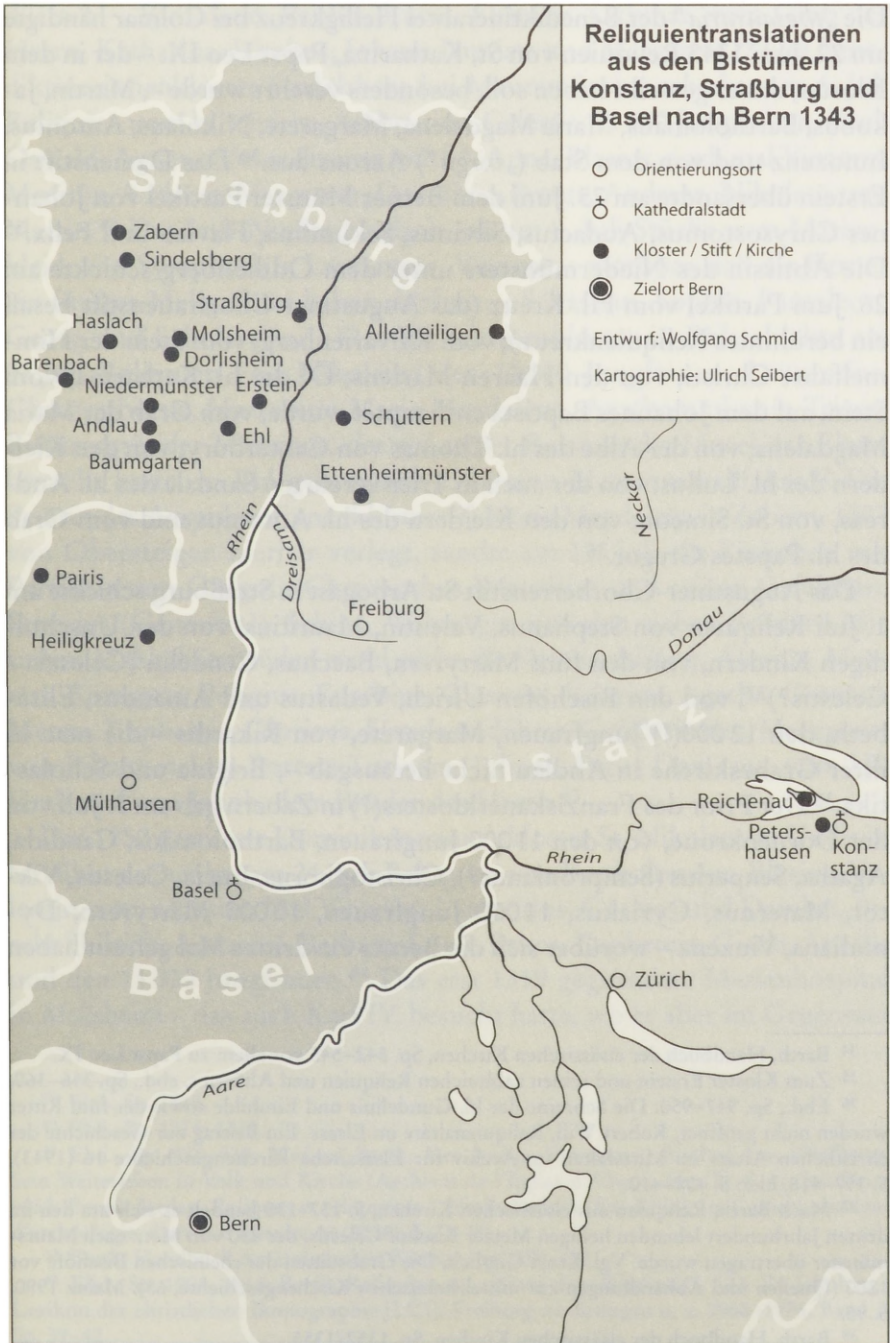 Reliquientranslationen
aus den Bistümern
Konstanz, Straßburg und
Basel nach Bern 1343
Orientierungsort
Kathedralstadt
Kloster / Stift / Kirche
Zielort Bern
Entwurf: Wolfgang Schmid
Kartographie: Ulrich Seibert
Straßburg
Zabern
Sindelsberg
Straßburg
Haslach
Molsheim
Allerheiligen
Dorlisheim
Barenbach
Niedermünster
Erstein
Andlau
Ehl
Schuttern
Baumgarten
Ettenheimmünster
Rhein
Dreisam
Neckar
Pairis
Freiburg
Donau
Heiligkreuz
Konstanz
Mülhausen
Reichenau
Peters-
hausen
Kon-
stanz
Rhein
Basel
Basel
Zürich
Aare
Bern